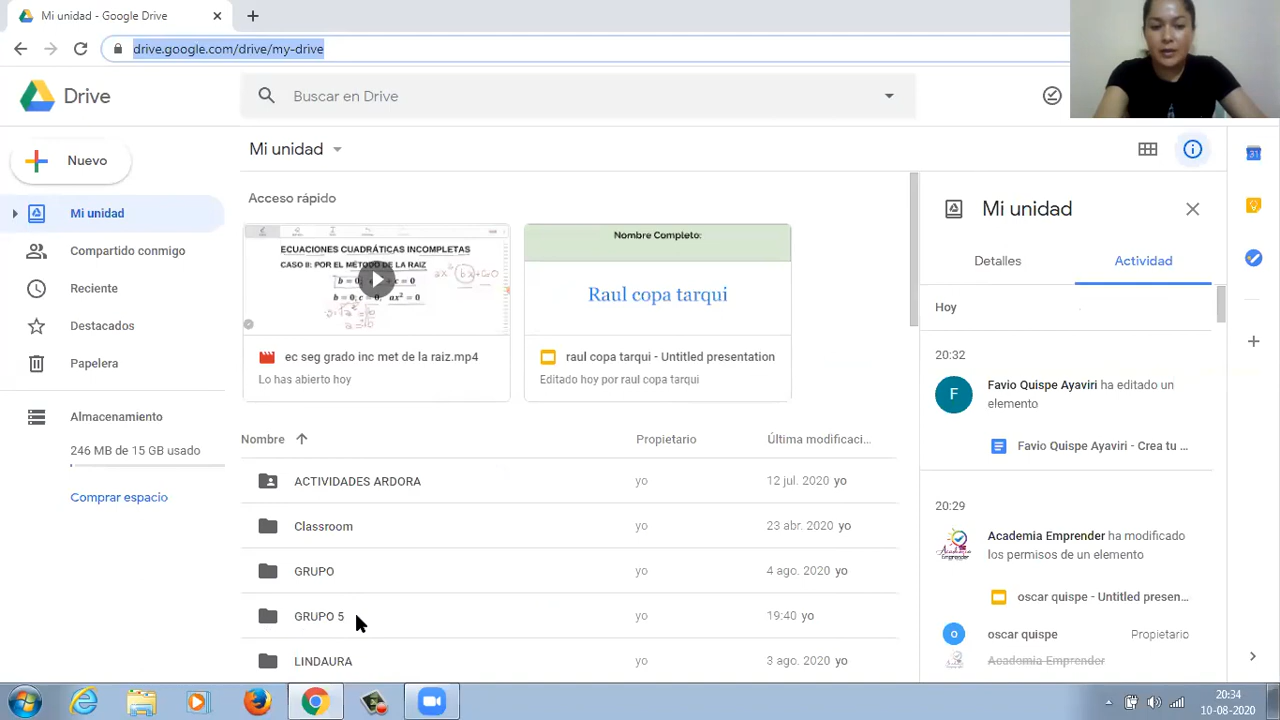 Mi unidad - Google Drive
drive.google.com/drive/my-drive
Drive
Buscar en Drive
Nuevo
Mi unidad
Compartido conmigo
Reciente
Destacados
Papelera
Almacenamiento
246 MB de 15 GB usado
Comprar espacio
Mi unidad
Acceso rápido
ECUACIONES CUADRÁTICAS INCOMPLETAS
CASO II: POR EL MÉTODO DE LA RAIZ
b = 0; c = 0, ax² = 0
ec seg grado inc met de la raiz.mp4
Lo has abierto hoy
Nombre Completo:
Raul copa tarqui
raul copa tarqui - Untitled presentation
Editado hoy por raul copa tarqui
Nombre Propietario Última modificaci...
ACTIVIDADES ARDORA yo 12 jul. 2020 yo
Classroom yo 23 abr. 2020 yo
GRUPO yo 4 ago. 2020 yo
GRUPO 5 yo 19:40 yo
LINDAURA yo 3 ago. 2020 yo
Mi unidad
Detalles Actividad
Hoy
20:32
F
Favio Quispe Ayaviri ha editado un
elemento
Favio Quispe Ayaviri - Crea tu ...
20:29
Academia Emprender ha modificado
los permisos de un elemento
oscar quispe - Untitled presen...
o oscar quispe Propietario
Academia Emprender
31
20:34
10-08-2020